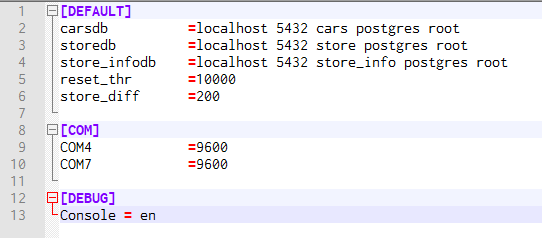 1 [DEFAULT]
2 carsdb =localhost 5432 cars postgres root
3 storedb =localhost 5432 store postgres root
4 store_infodb =localhost 5432 store_info postgres root
5 reset_thr =10000
6 store_diff =200
7
8 [COM]
9 COM4 =9600
10 COM7 =9600
11
12 [DEBUG]
13 Console = en